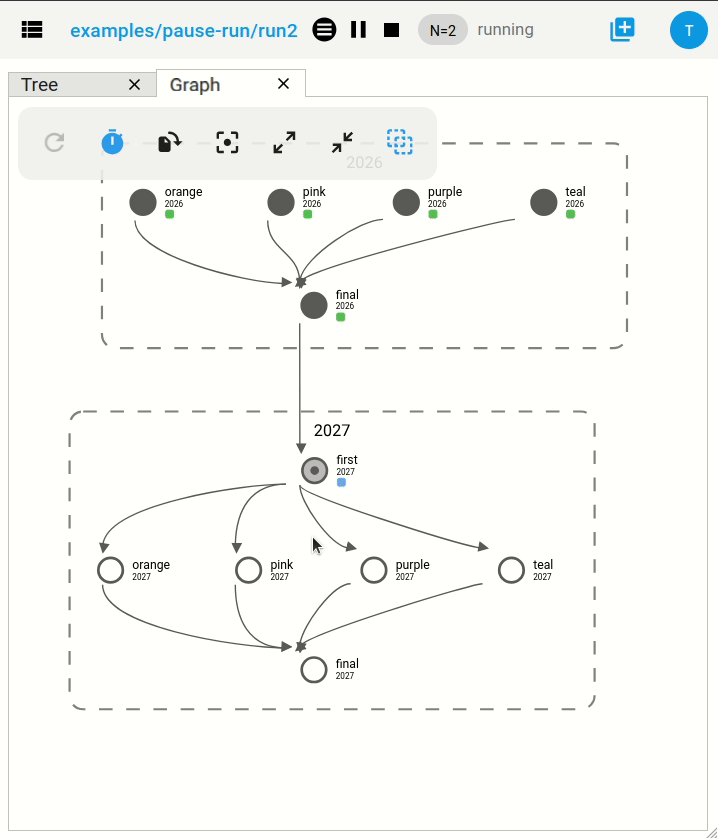 examples/pause-run/run2 N=2 running T
Tree Graph
2026
orange pink purple teal
2026 2026 2026 2026
final
2026
2027
first
2027
orange pink purple teal
2027 2027 2027 2027
final
2027